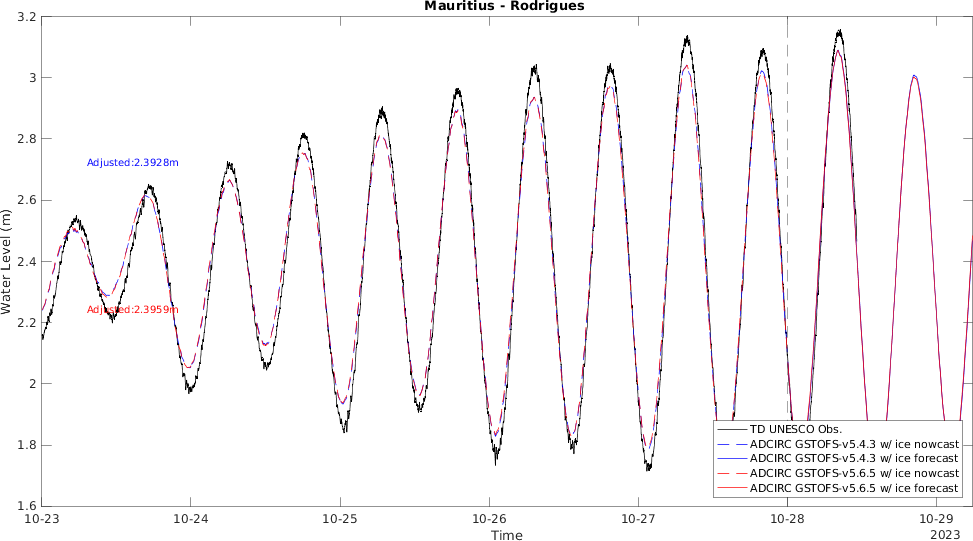 Mauritius - Rodrigues
3.2
3
2.8
2.6
2.4
2.2
2
1.8
1.6
Water Level (m)
Adjusted:2.3928m
Adjusted:2.3959m
TD UNESCO Obs.
ADCIRC GSTOFS-v5.4.3 w/ ice nowcast
ADCIRC GSTOFS-v5.4.3 w/ ice forecast
ADCIRC GSTOFS-v5.6.5 w/ ice nowcast
ADCIRC GSTOFS-v5.6.5 w/ ice forecast
10-23 10-24 10-25 10-26 10-27 10-28 10-29
Time
2023